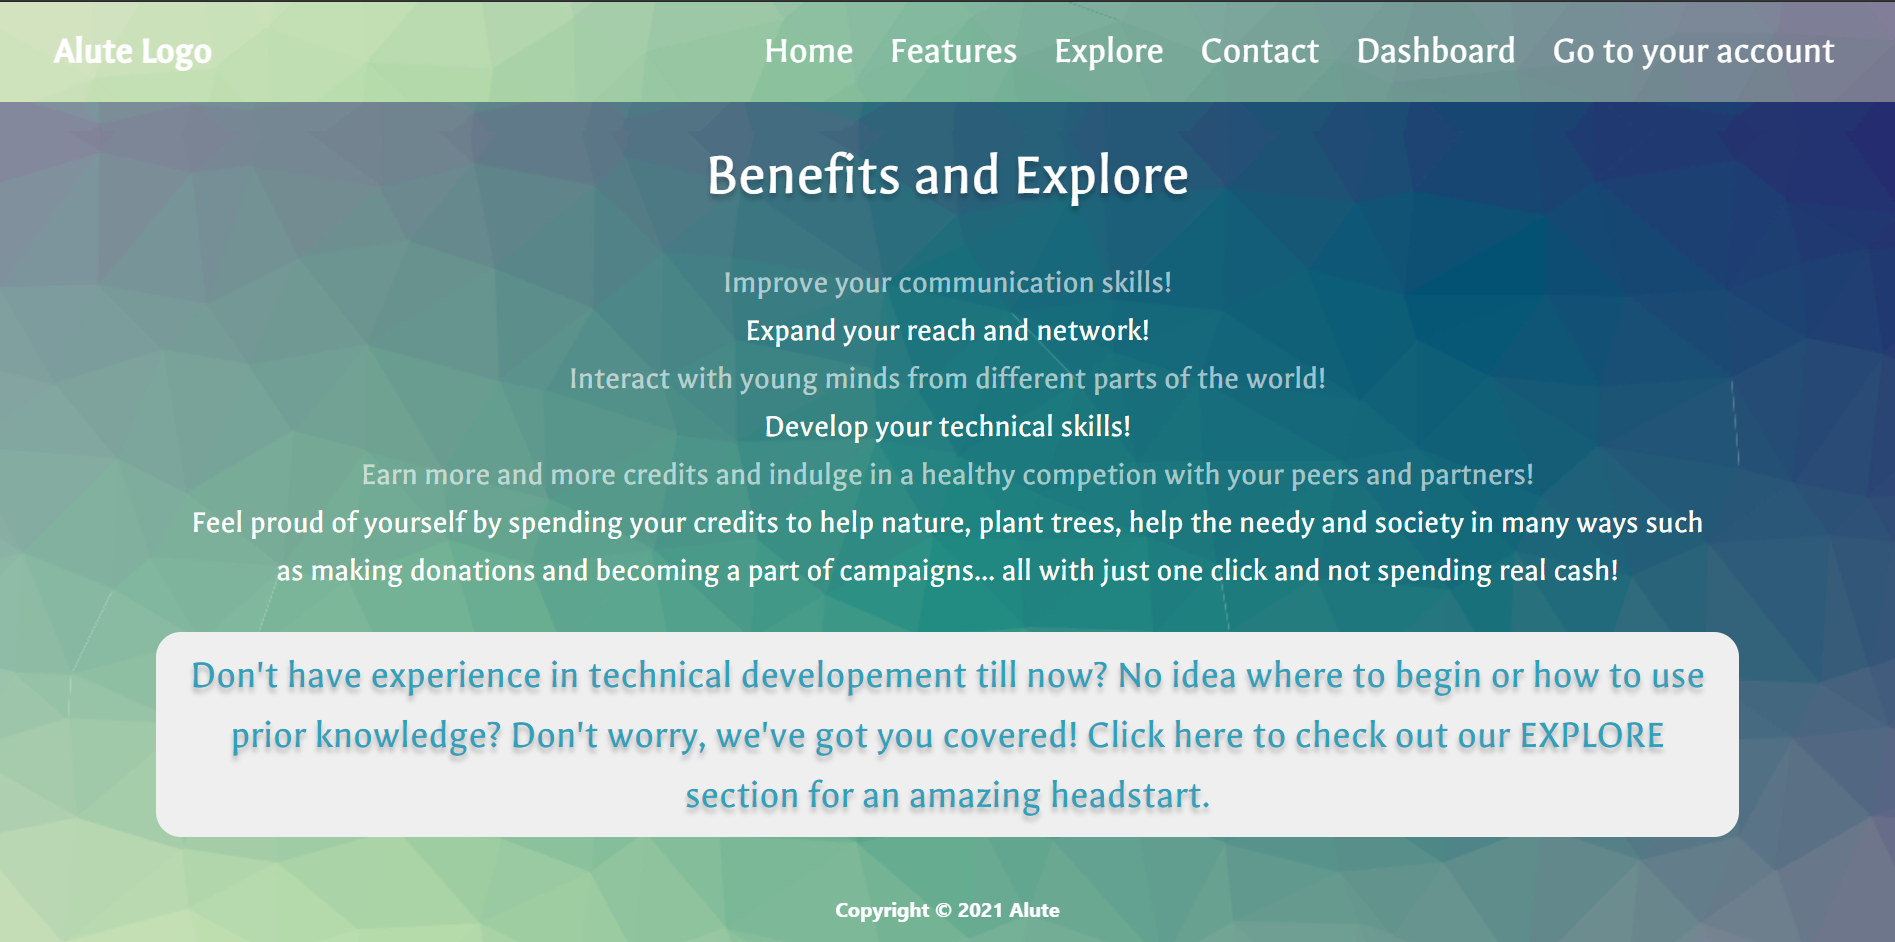 Alute Logo
Home Features Explore Contact Dashboard Go to your account
Benefits and Explore
Improve your communication skills!
Expand your reach and network!
Interact with young minds from different parts of the world!
Develop your technical skills!
Earn more and more credits and indulge in a healthy competion with your peers and partners!
Feel proud of yourself by spending your credits to help nature, plant trees, help the needy and society in many ways such
as making donations and becoming a part of campaigns... all with just one click and not spending real cash!
Don't have experience in technical developement till now? No idea where to begin or how to use
prior knowledge? Don't worry, we've got you covered! Click here to check out our EXPLORE
section for an amazing headstart.
Copyright © 2021 Alute